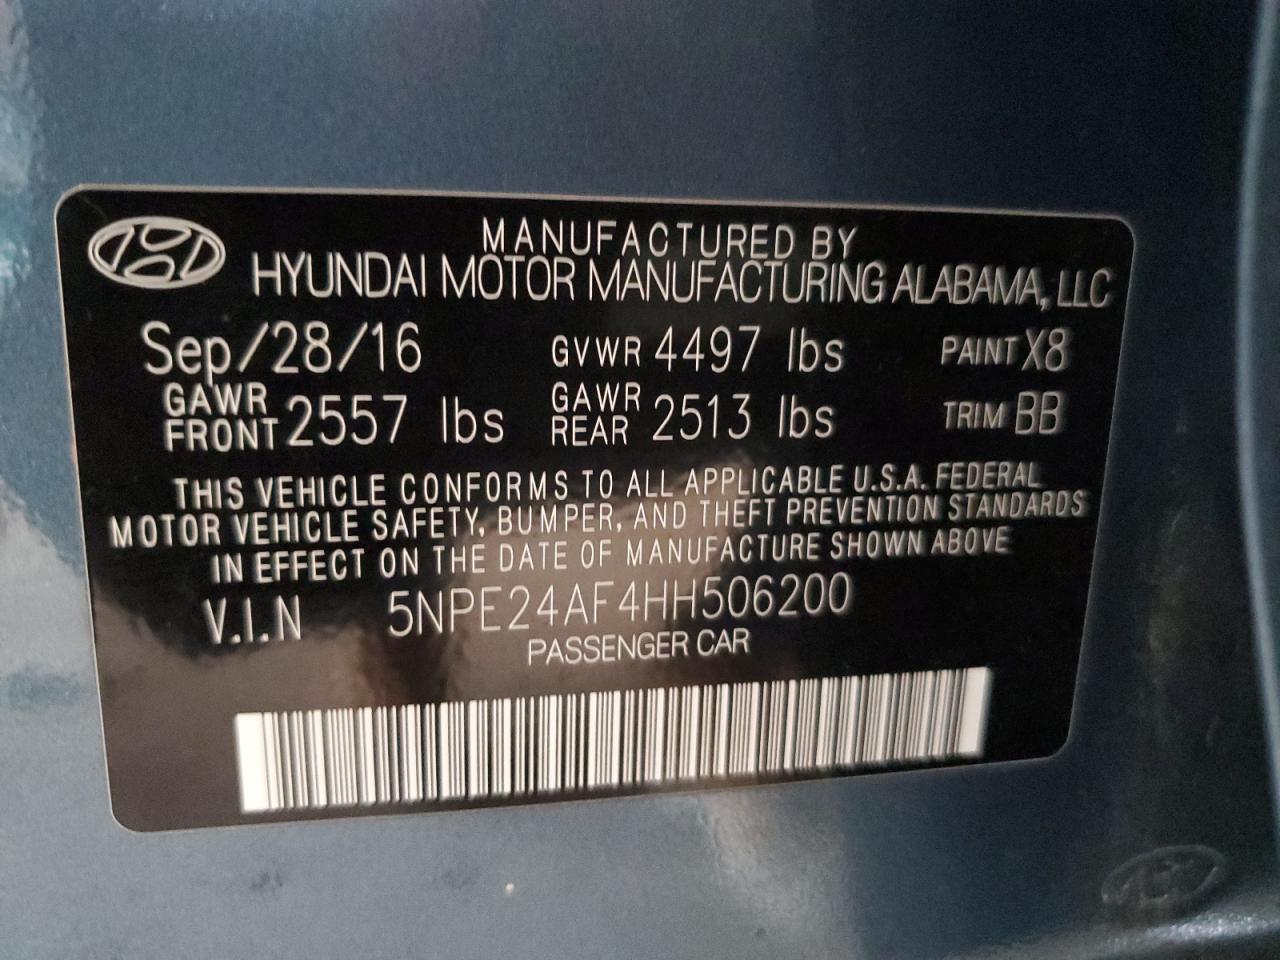 MANUFACTURED BY
HYUNDAI MOTOR MANUFACTURING ALABAMA, LLC
Sep/28/16 GVWR 4497 lbs PAINT X8
GAWR FRONT 2557 lbs GAWR REAR 2513 lbs TRIM BB
THIS VEHICLE CONFORMS TO ALL APPLICABLE U.S.A. FEDERAL
MOTOR VEHICLE SAFETY, BUMPER, AND THEFT PREVENTION STANDARDS
IN EFFECT ON THE DATE OF MANUFACTURE SHOWN ABOVE
V.I.N 5NPE24AF4HH506200
PASSENGER CAR